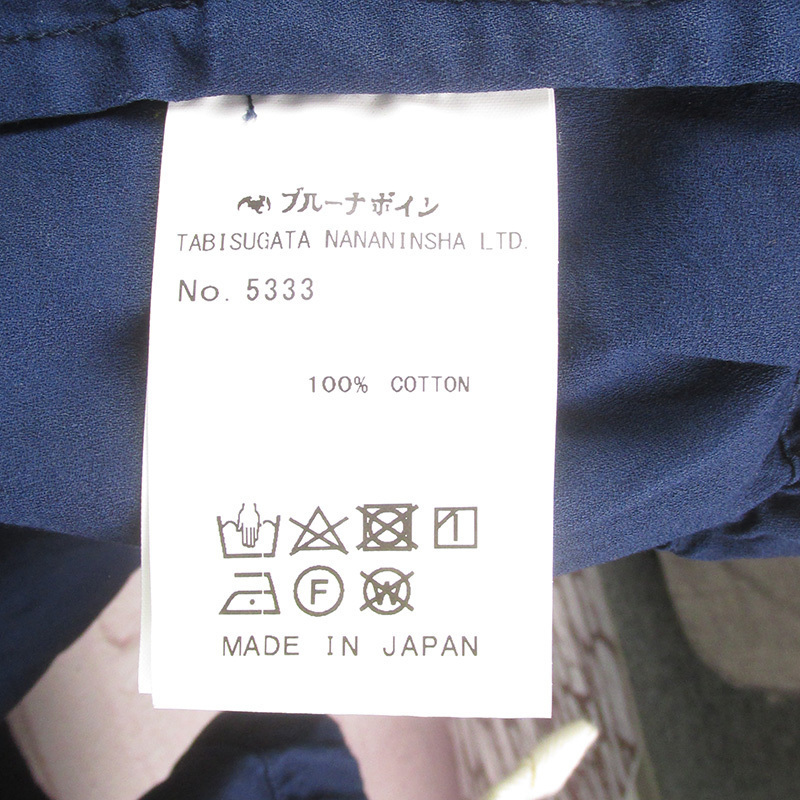 ブルーナボイン
TABISUGATA NANANINSHA LTD.
No. 5333
100% COTTON
F
W
MADE IN JAPAN